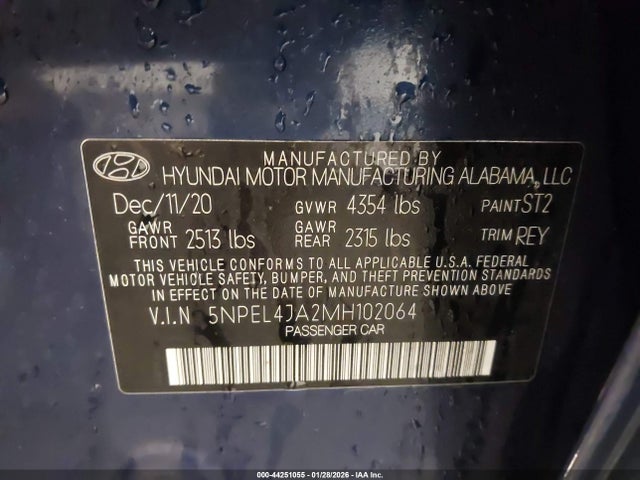 MANUFACTURED BY
HYUNDAI MOTOR MANUFACTURING ALABAMA, LLC
Dec/11/20 GVWR 4354 lbs PAINT ST2
GAWR FRONT 2513 lbs GAWR REAR 2315 lbs TRIM REY
THIS VEHICLE CONFORMS TO ALL APPLICABLE U.S.A. FEDERAL
MOTOR VEHICLE SAFETY, BUMPER, AND THEFT PREVENTION STANDARDS
IN EFFECT ON THE DATE OF MANUFACTURE SHOWN ABOVE
V.I.N 5NPEL4JA2MH102064
PASSENGER CAR
000-44251055 - 01/28/2026 - IAA Inc.